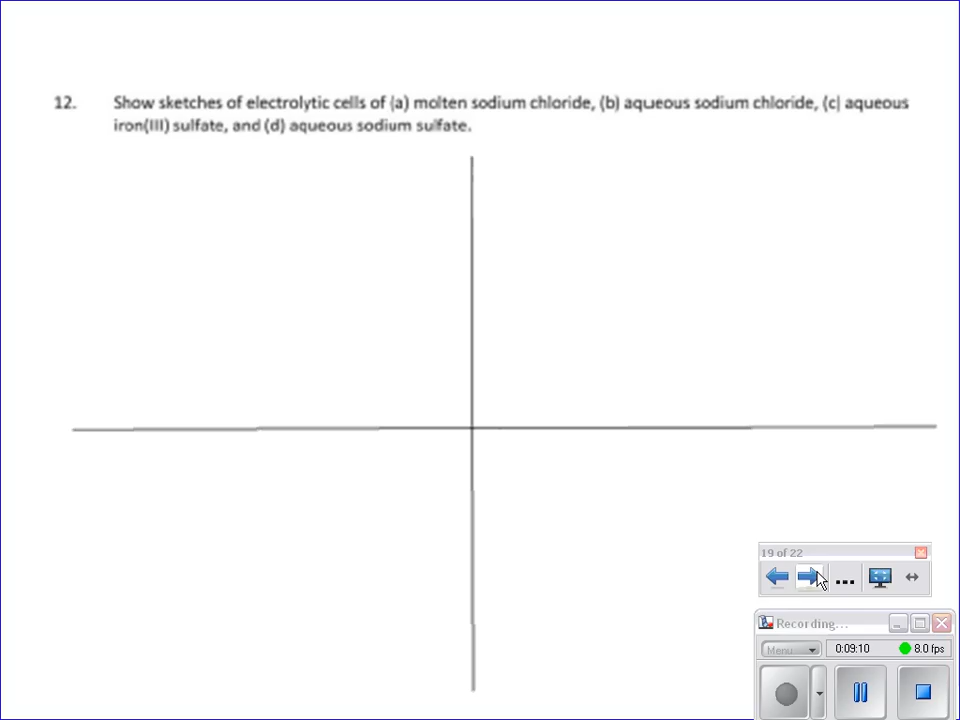 12. Show sketches of electrolytic cells of (a) molten sodium chloride, (b) aqueous sodium chloride, (c) aqueous
iron(III) sulfate, and (d) aqueous sodium sulfate.
19 of 22
...
Recording...
Menu 0:09:10 8.0 fps